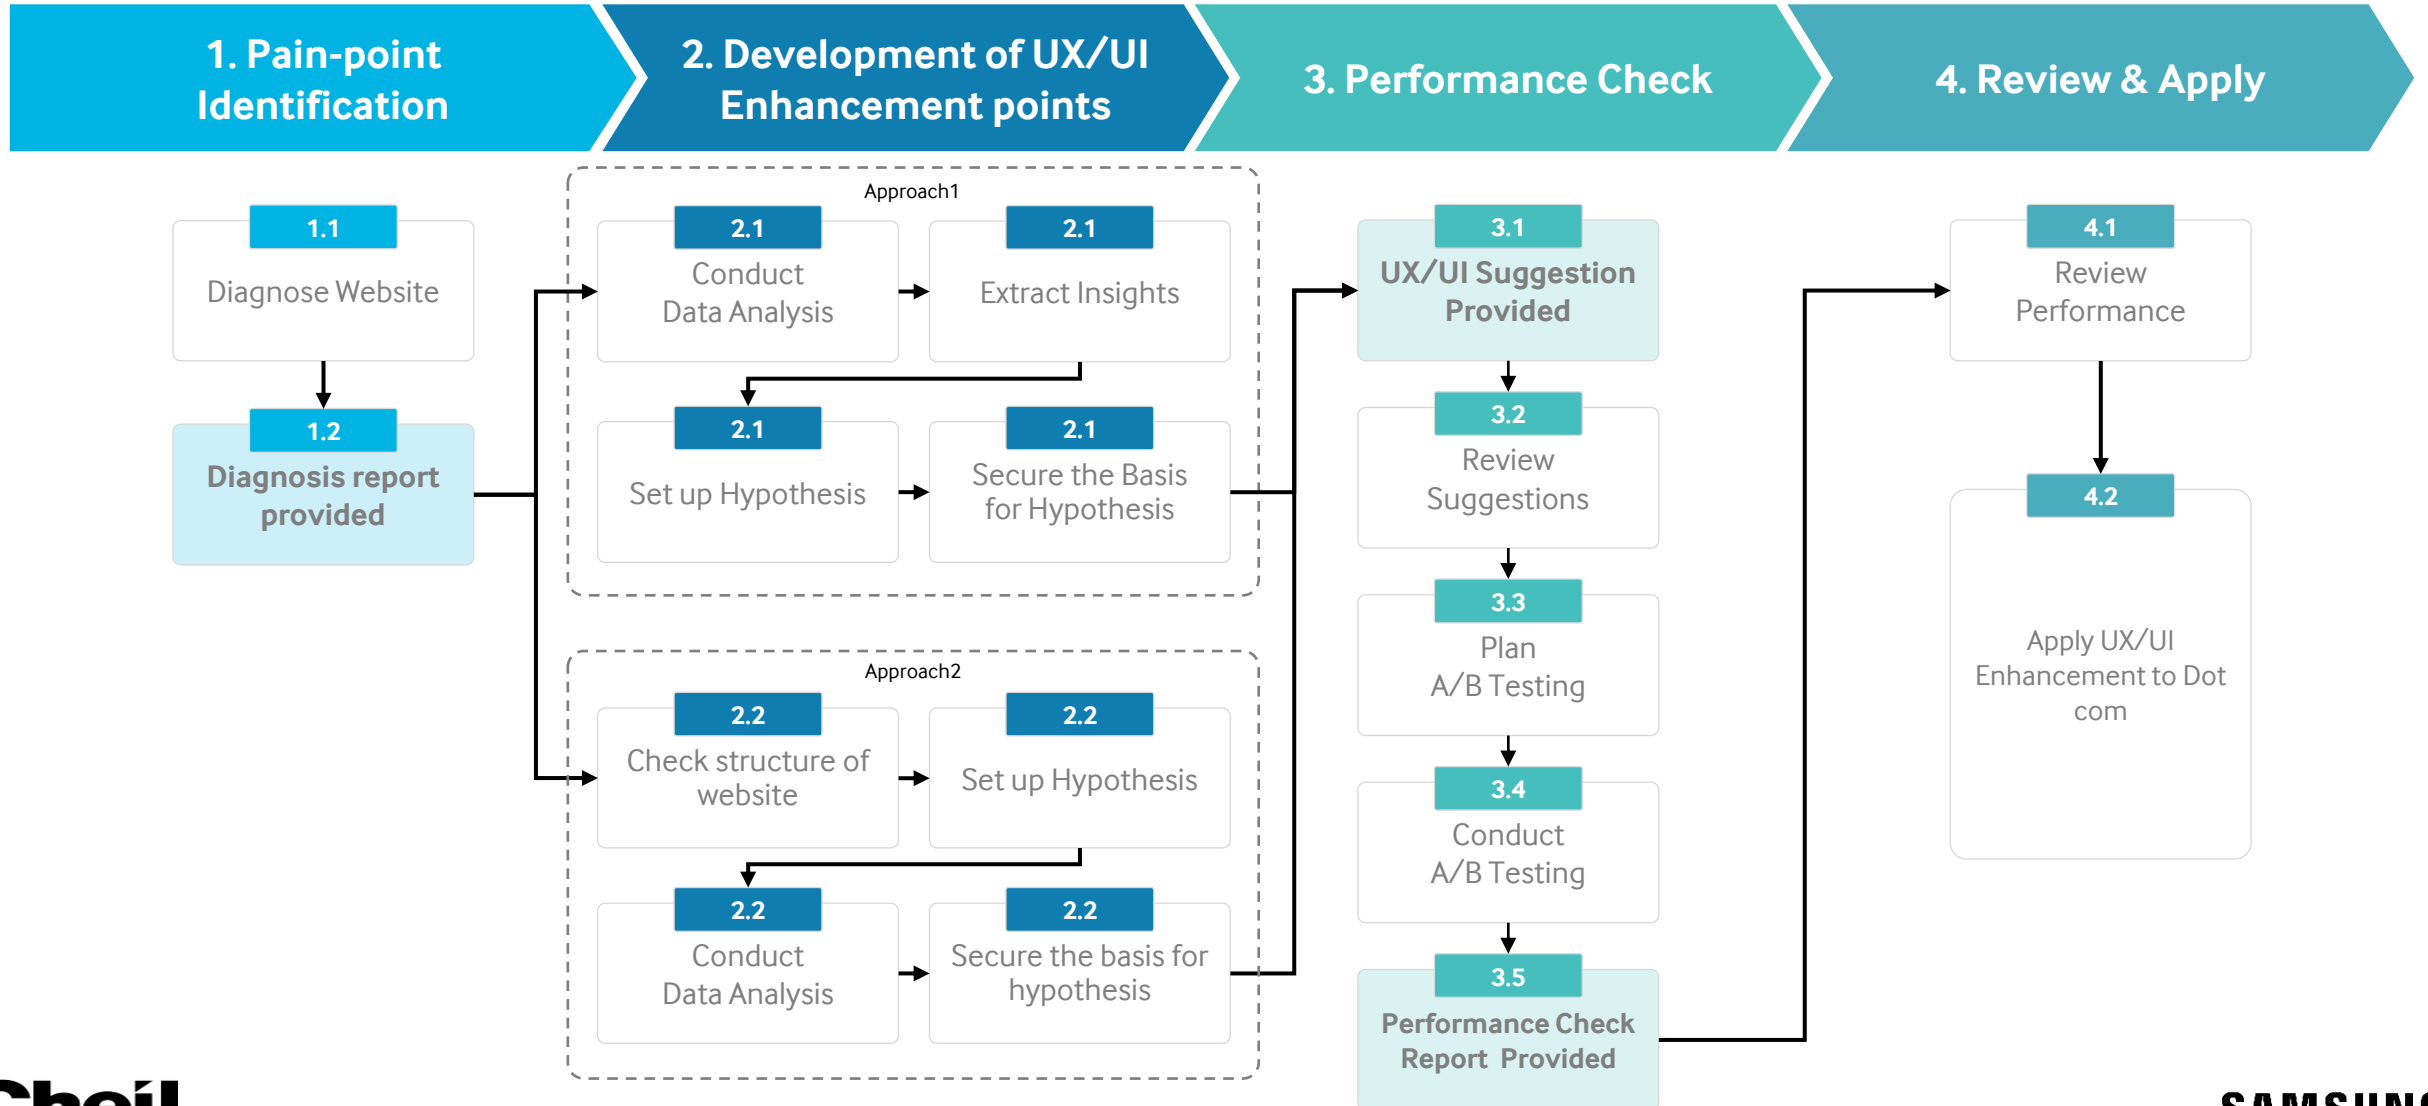 1. Pain-point
Identification
2. Development of UX/UI
Enhancement points
3. Performance Check
4. Review & Apply
1.1
Diagnose Website
1.2
Diagnosis report
provided
Approach1
2.1
Conduct
Data Analysis
2.1
Extract Insights
2.1
Set up Hypothesis
2.1
Secure the Basis
for Hypothesis
Approach2
2.2
Check structure of
website
2.2
Set up Hypothesis
2.2
Conduct
Data Analysis
2.2
Secure the basis for
hypothesis
3.1
UX/UI Suggestion
Provided
3.2
Review
Suggestions
3.3
Plan
A/B Testing
3.4
Conduct
A/B Testing
3.5
Performance Check
Report Provided
4.1
Review
Performance
4.2
Apply UX/UI
Enhancement to Dot
com
Cheil
SAMSUNG